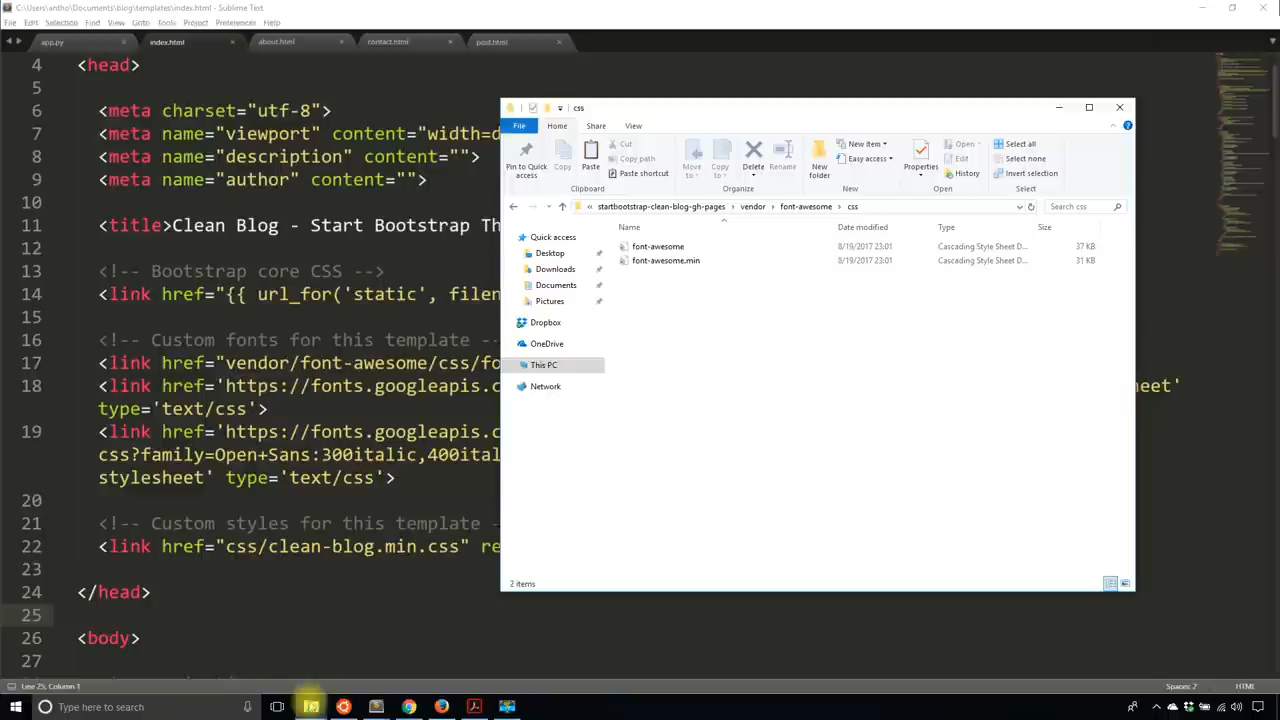 C:\Users\antho\Documents\blog\templates\index.html - Sublime Text
File Edit Selection Find View Goto Tools Project Preferences Help
app.py × index.html × about.html × contact.html × post.html ×
4 <head>
5
6 <meta charset="utf-8">
7 <meta name="viewport" content="width=d
8 <meta name="description" content="">
9 <meta name="author" content="">
10
11 <title>Clean Blog - Start Bootstrap Th
12
13 <!-- Bootstrap core CSS -->
14 <link href="{{ url_for('static', filen
15
16 <!-- Custom fonts for this template -
17 <link href="vendor/font-awesome/css/fo
18 <link href='https://fonts.googleapis.c eet'
type='text/css'>
19 <link href='https://fonts.googleapis.c
css?family=Open+Sans:300italic,400ital
stylesheet' type='text/css'>
20
21 <!-- Custom styles for this template -
22 <link href="css/clean-blog.min.css" re
23
24 </head>
25
26 <body>
27
css
File Home Share View
Pin to Quick access
Copy
Paste
Cut
Copy path
Paste shortcut
Move to
Copy to
Delete
Rename
New folder
New item
Easy access
Properties
Open
Edit
History
Select all
Select none
Invert selection
Clipboard Organize New Open Select
« startbootstrap-clean-blog-gh-pages › vendor › font-awesome › css
Search css
Name Date modified Type Size
font-awesome 8/19/2017 23:01 Cascading Style Sheet D... 37 KB
font-awesome.min 8/19/2017 23:01 Cascading Style Sheet D... 31 KB
Quick access
Desktop
Downloads
Documents
Pictures
Dropbox
OneDrive
This PC
Network
2 items
Line 25, Column 1 Spaces: 2 HTML
Type here to search